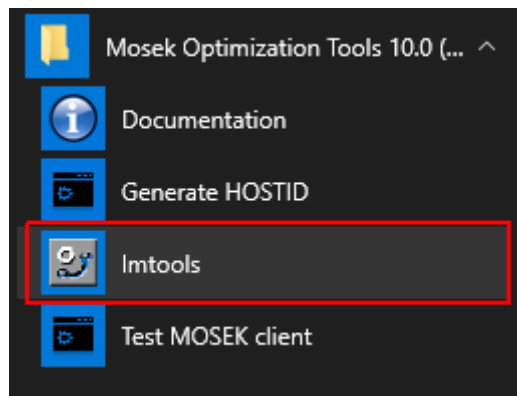 Mosek Optimization Tools 10.0 (...
Documentation
Generate HOSTID
lmtools
Test MOSEK client